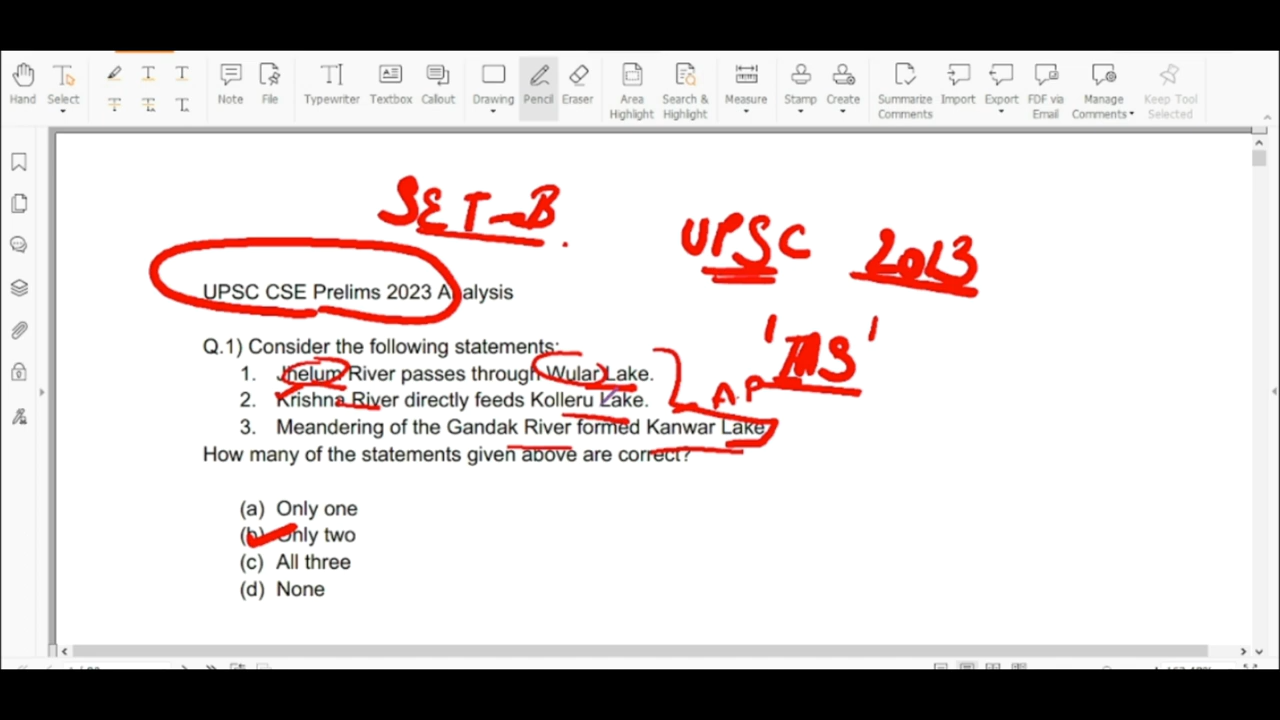 Hand Select Note File Typewriter Textbox Callout Drawing Pencil Eraser Area Highlight Search & Highlight Measure Stamp Create Summarize Comments Import Export FDF via Email Manage Comments Keep Tool Selected
SET-B.
UPSC 2023
UPSC CSE Prelims 2023 Analysis
Q.1) Consider the following statements:
1. Jhelum River passes through Wular Lake.
2. Krishna River directly feeds Kolleru Lake.
A.P
3. Meandering of the Gandak River formed Kanwar Lake.
How many of the statements given above are correct?
(a) Only one
(b) Only two
(c) All three
(d) None